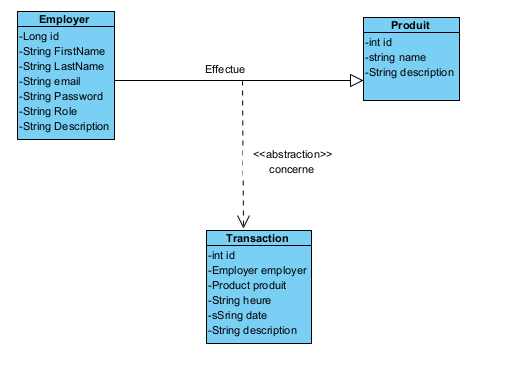 Employer
-Long id
-String FirstName
-String LastName
-String email
-String Password
-String Role
-String Description
Effectue
Produit
-int id
-string name
-String description
<<abstraction>>
concerne
Transaction
-int id
-Employer employer
-Product produit
-String heure
-sSring date
-String description